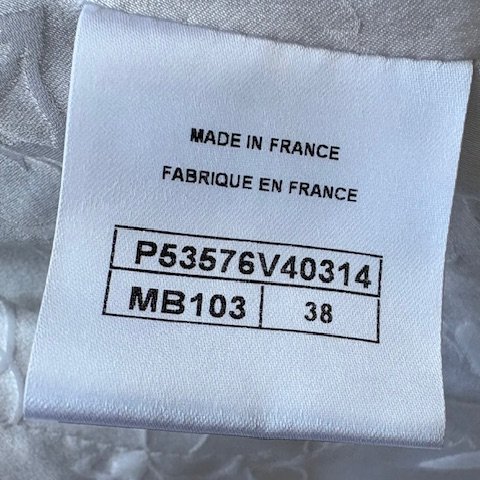 MADE IN FRANCE
FABRIQUE EN FRANCE
P53576V40314
MB103 38